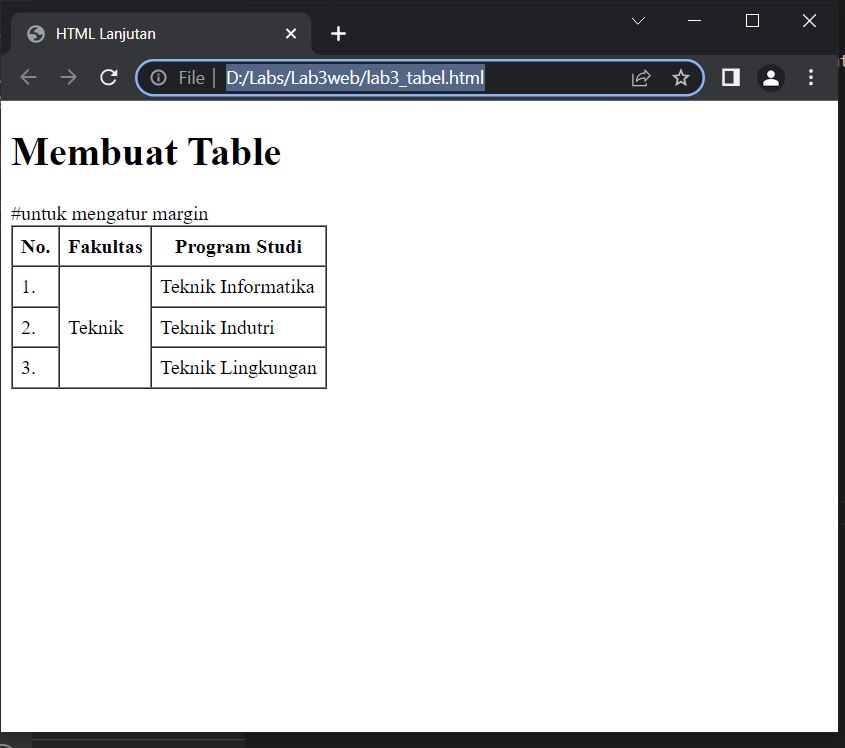 HTML Lanjutan
File | D:/Labs/Lab3web/lab3_tabel.html
Membuat Table
#untuk mengatur margin
No. Fakultas Program Studi
1. Teknik Informatika
2. Teknik Teknik Indutri
3. Teknik Lingkungan